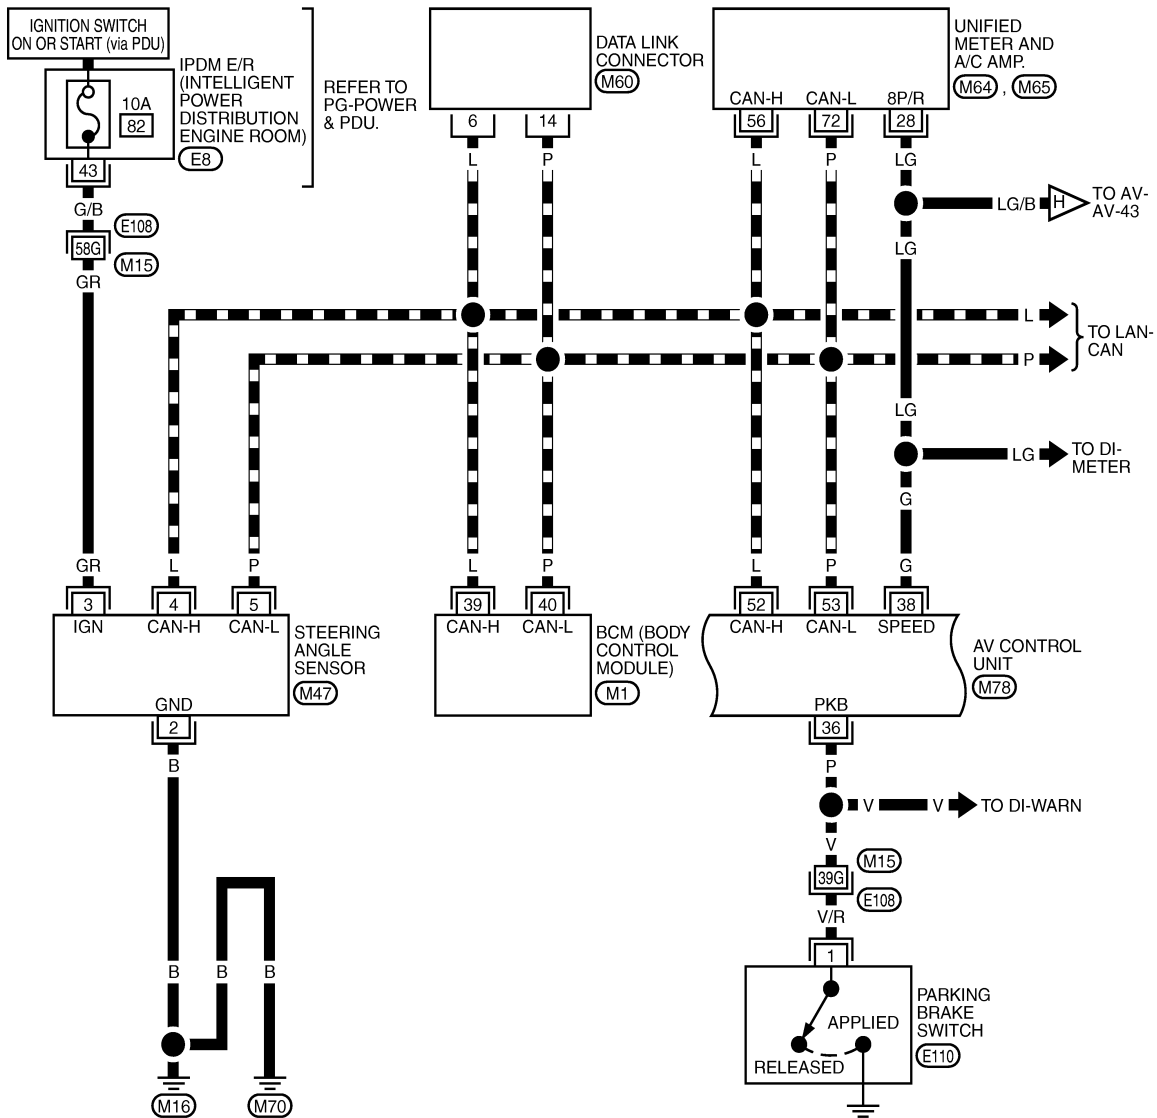 IGNITION SWITCH
ON OR START (via PDU)
IPDM E/R
(INTELLIGENT
POWER
DISTRIBUTION
ENGINE ROOM)
E8
10A
82
43
REFER TO
PG-POWER
& PDU.
DATA LINK
CONNECTOR
M60
6
14
UNIFIED
METER AND
A/C AMP.
M64 , M65
CAN-H
CAN-L
8P/R
56
72
28
L
P
L
P
LG
G/B
E108
58G
M15
GR
LG/B
H
TO AV-
AV-43
LG
L
P
TO LAN-
CAN
LG
LG
TO DI-
METER
G
GR
L
P
L
P
L
P
G
3
4
5
39
40
52
53
38
IGN
CAN-H
CAN-L
CAN-H
CAN-L
CAN-H
CAN-L
SPEED
STEERING
ANGLE
SENSOR
M47
BCM (BODY
CONTROL
MODULE)
M1
AV CONTROL
UNIT
M78
GND
2
PKB
36
B
P
V
V
TO DI-WARN
V
M15
39G
E108
V/R
1
B
B
B
PARKING
BRAKE
SWITCH
E110
APPLIED
RELEASED
M16
M70